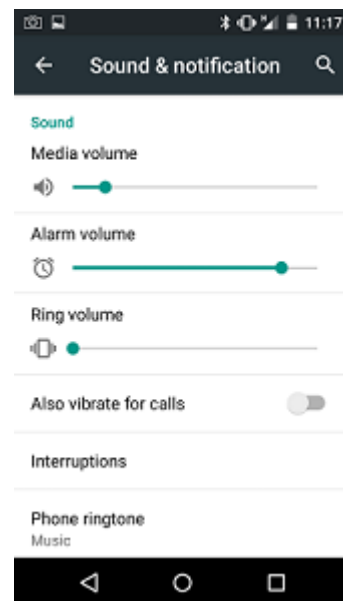 11:17
Sound & notification
Sound
Media volume
Alarm volume
Ring volume
Also vibrate for calls
Interruptions
Phone ringtone
Music